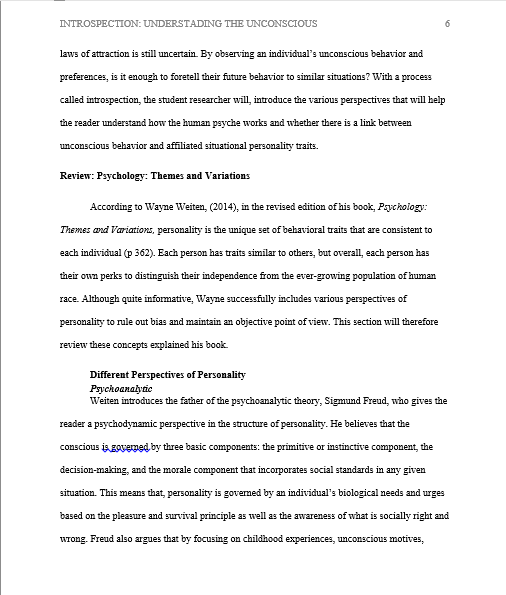 INTROSPECTION: UNDERSTADING THE UNCONSCIOUS 6
laws of attraction is still uncertain. By observing an individual's unconscious behavior and
preferences, is it enough to foretell their future behavior to similar situations? With a process
called introspection, the student researcher will, introduce the various perspectives that will help
the reader understand how the human psyche works and whether there is a link between
unconscious behavior and affiliated situational personality traits.
Review: Psychology: Themes and Variations
According to Wayne Weiten, (2014), in the revised edition of his book, Psychology:
Themes and Variations, personality is the unique set of behavioral traits that are consistent to
each individual (p 362). Each person has traits similar to others, but overall, each person has
their own perks to distinguish their independence from the ever-growing population of human
race. Although quite informative, Wayne successfully includes various perspectives of
personality to rule out bias and maintain an objective point of view. This section will therefore
review these concepts explained his book.
Different Perspectives of Personality
Psychoanalytic
Weiten introduces the father of the psychoanalytic theory, Sigmund Freud, who gives the
reader a psychodynamic perspective in the structure of personality. He believes that the
conscious is governed by three basic components: the primitive or instinctive component, the
decision-making, and the morale component that incorporates social standards in any given
situation. This means that, personality is governed by an individual's biological needs and urges
based on the pleasure and survival principle as well as the awareness of what is socially right and
wrong. Freud also argues that by focusing on childhood experiences, unconscious motives,